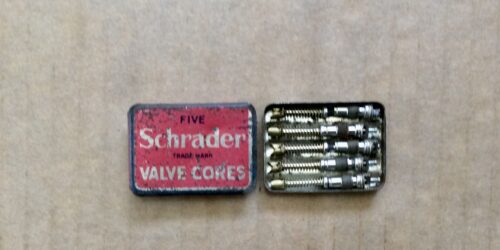 FIVE
Schrader
TRADE MARK
VALVE CORES